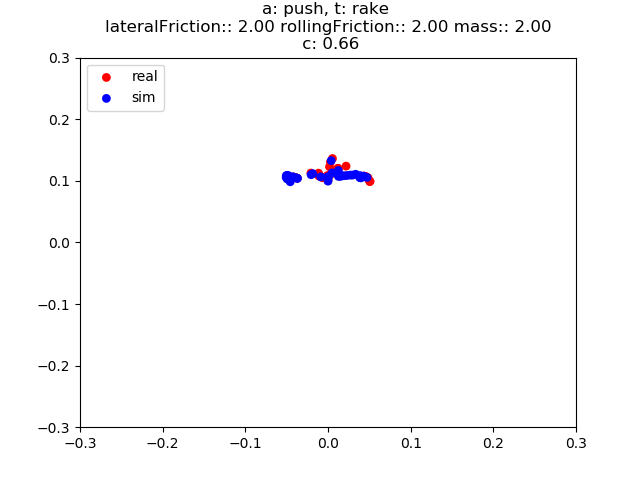 a: push, t: rake
lateralFriction:: 2.00 rollingFriction:: 2.00 mass:: 2.00
c: 0.66
real
sim
0.3
0.2
0.1
0.0
−0.1
−0.2
−0.3
−0.3 −0.2 −0.1 0.0 0.1 0.2 0.3